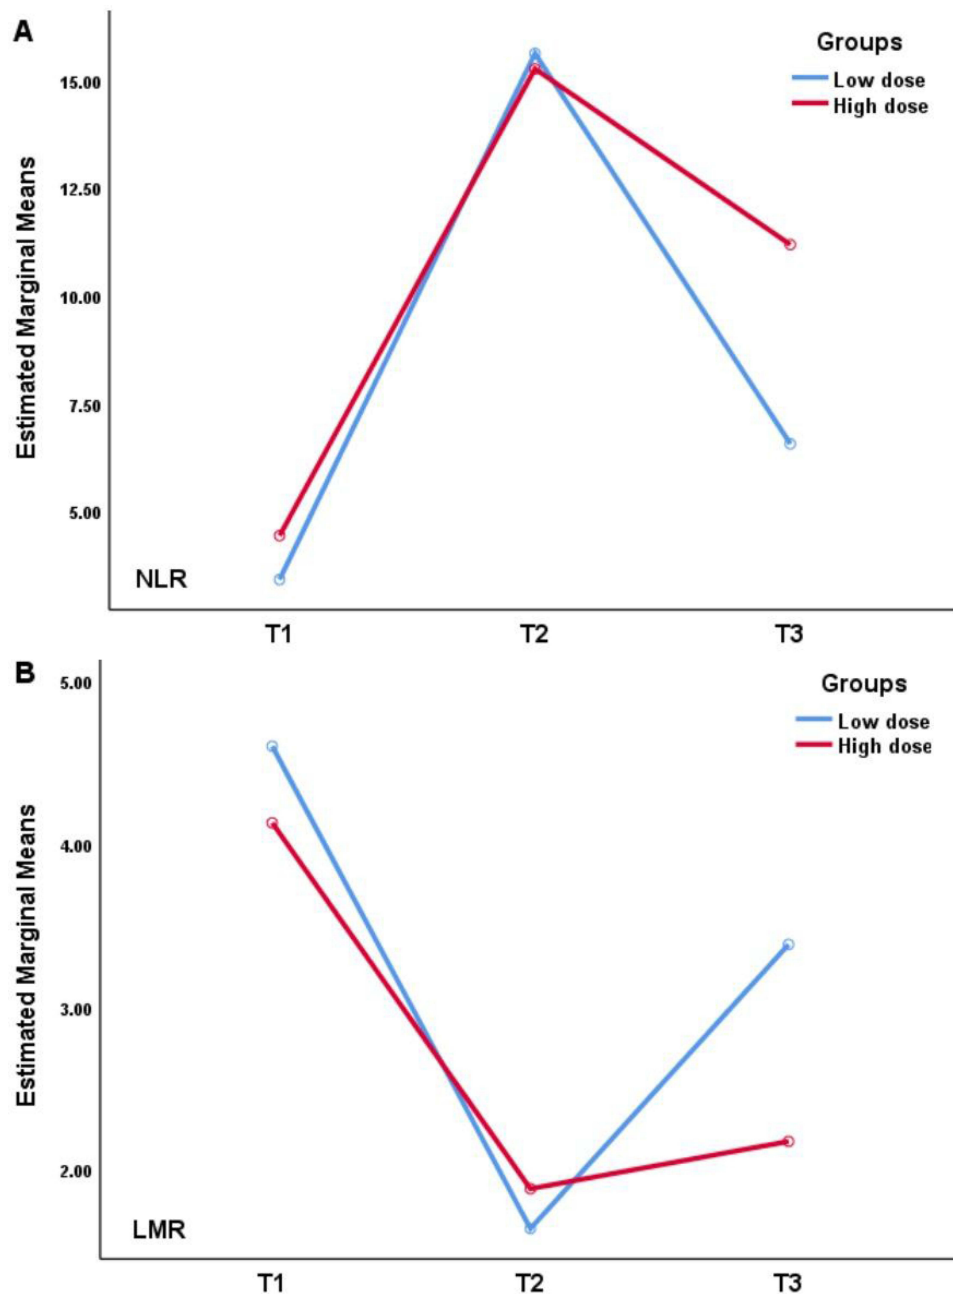 A
Groups
Low dose
High dose
Estimated Marginal Means
15.00
12.50
10.00
7.50
5.00
NLR
T1 T2 T3
B
Groups
Low dose
High dose
Estimated Marginal Means
5.00
4.00
3.00
2.00
LMR
T1 T2 T3